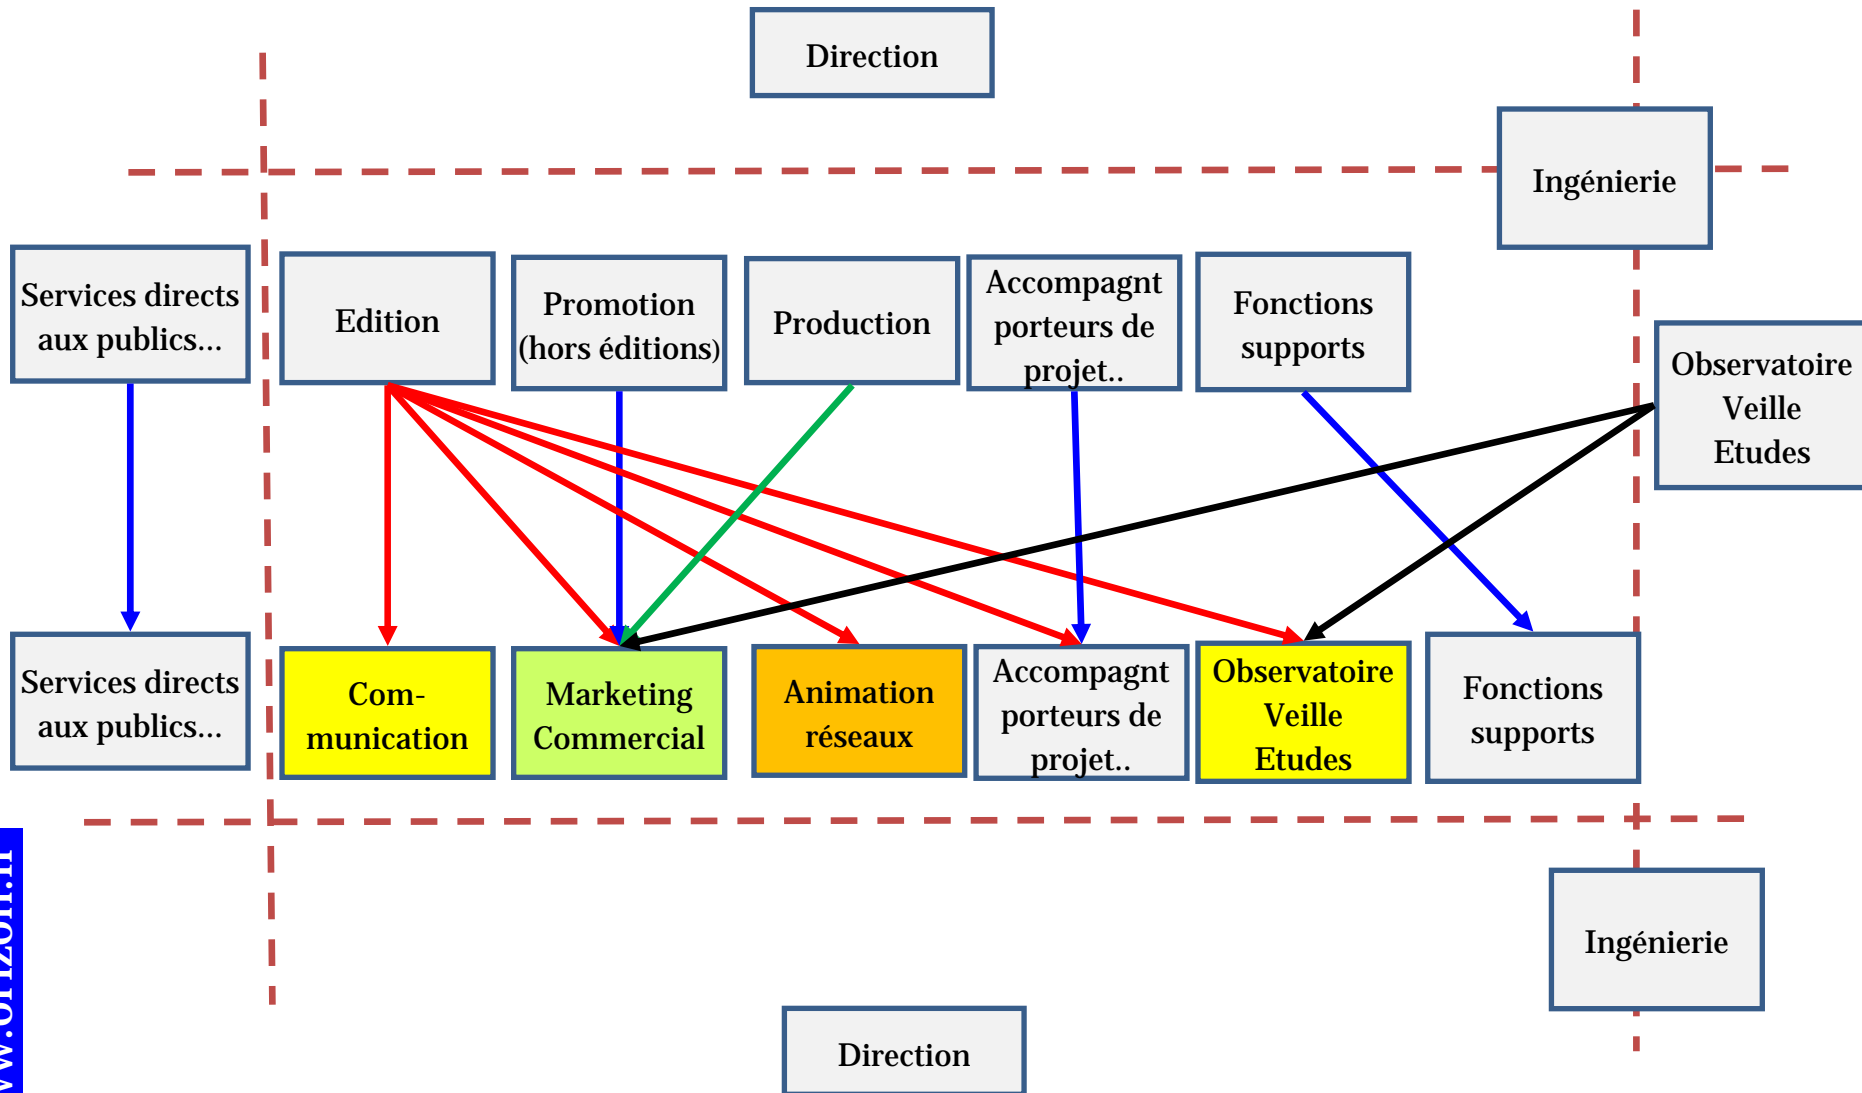 Direction
Ingénierie
Services directs
aux publics...
Edition
Promotion
(hors éditions)
Production
Accompagnt
porteurs de
projet..
Fonctions
supports
Observatoire
Veille
Etudes
Services directs
aux publics...
Com-
munication
Marketing
Commercial
Animation
réseaux
Accompagnt
porteurs de
projet..
Observatoire
Veille
Etudes
Fonctions
supports
Ingénierie
Direction